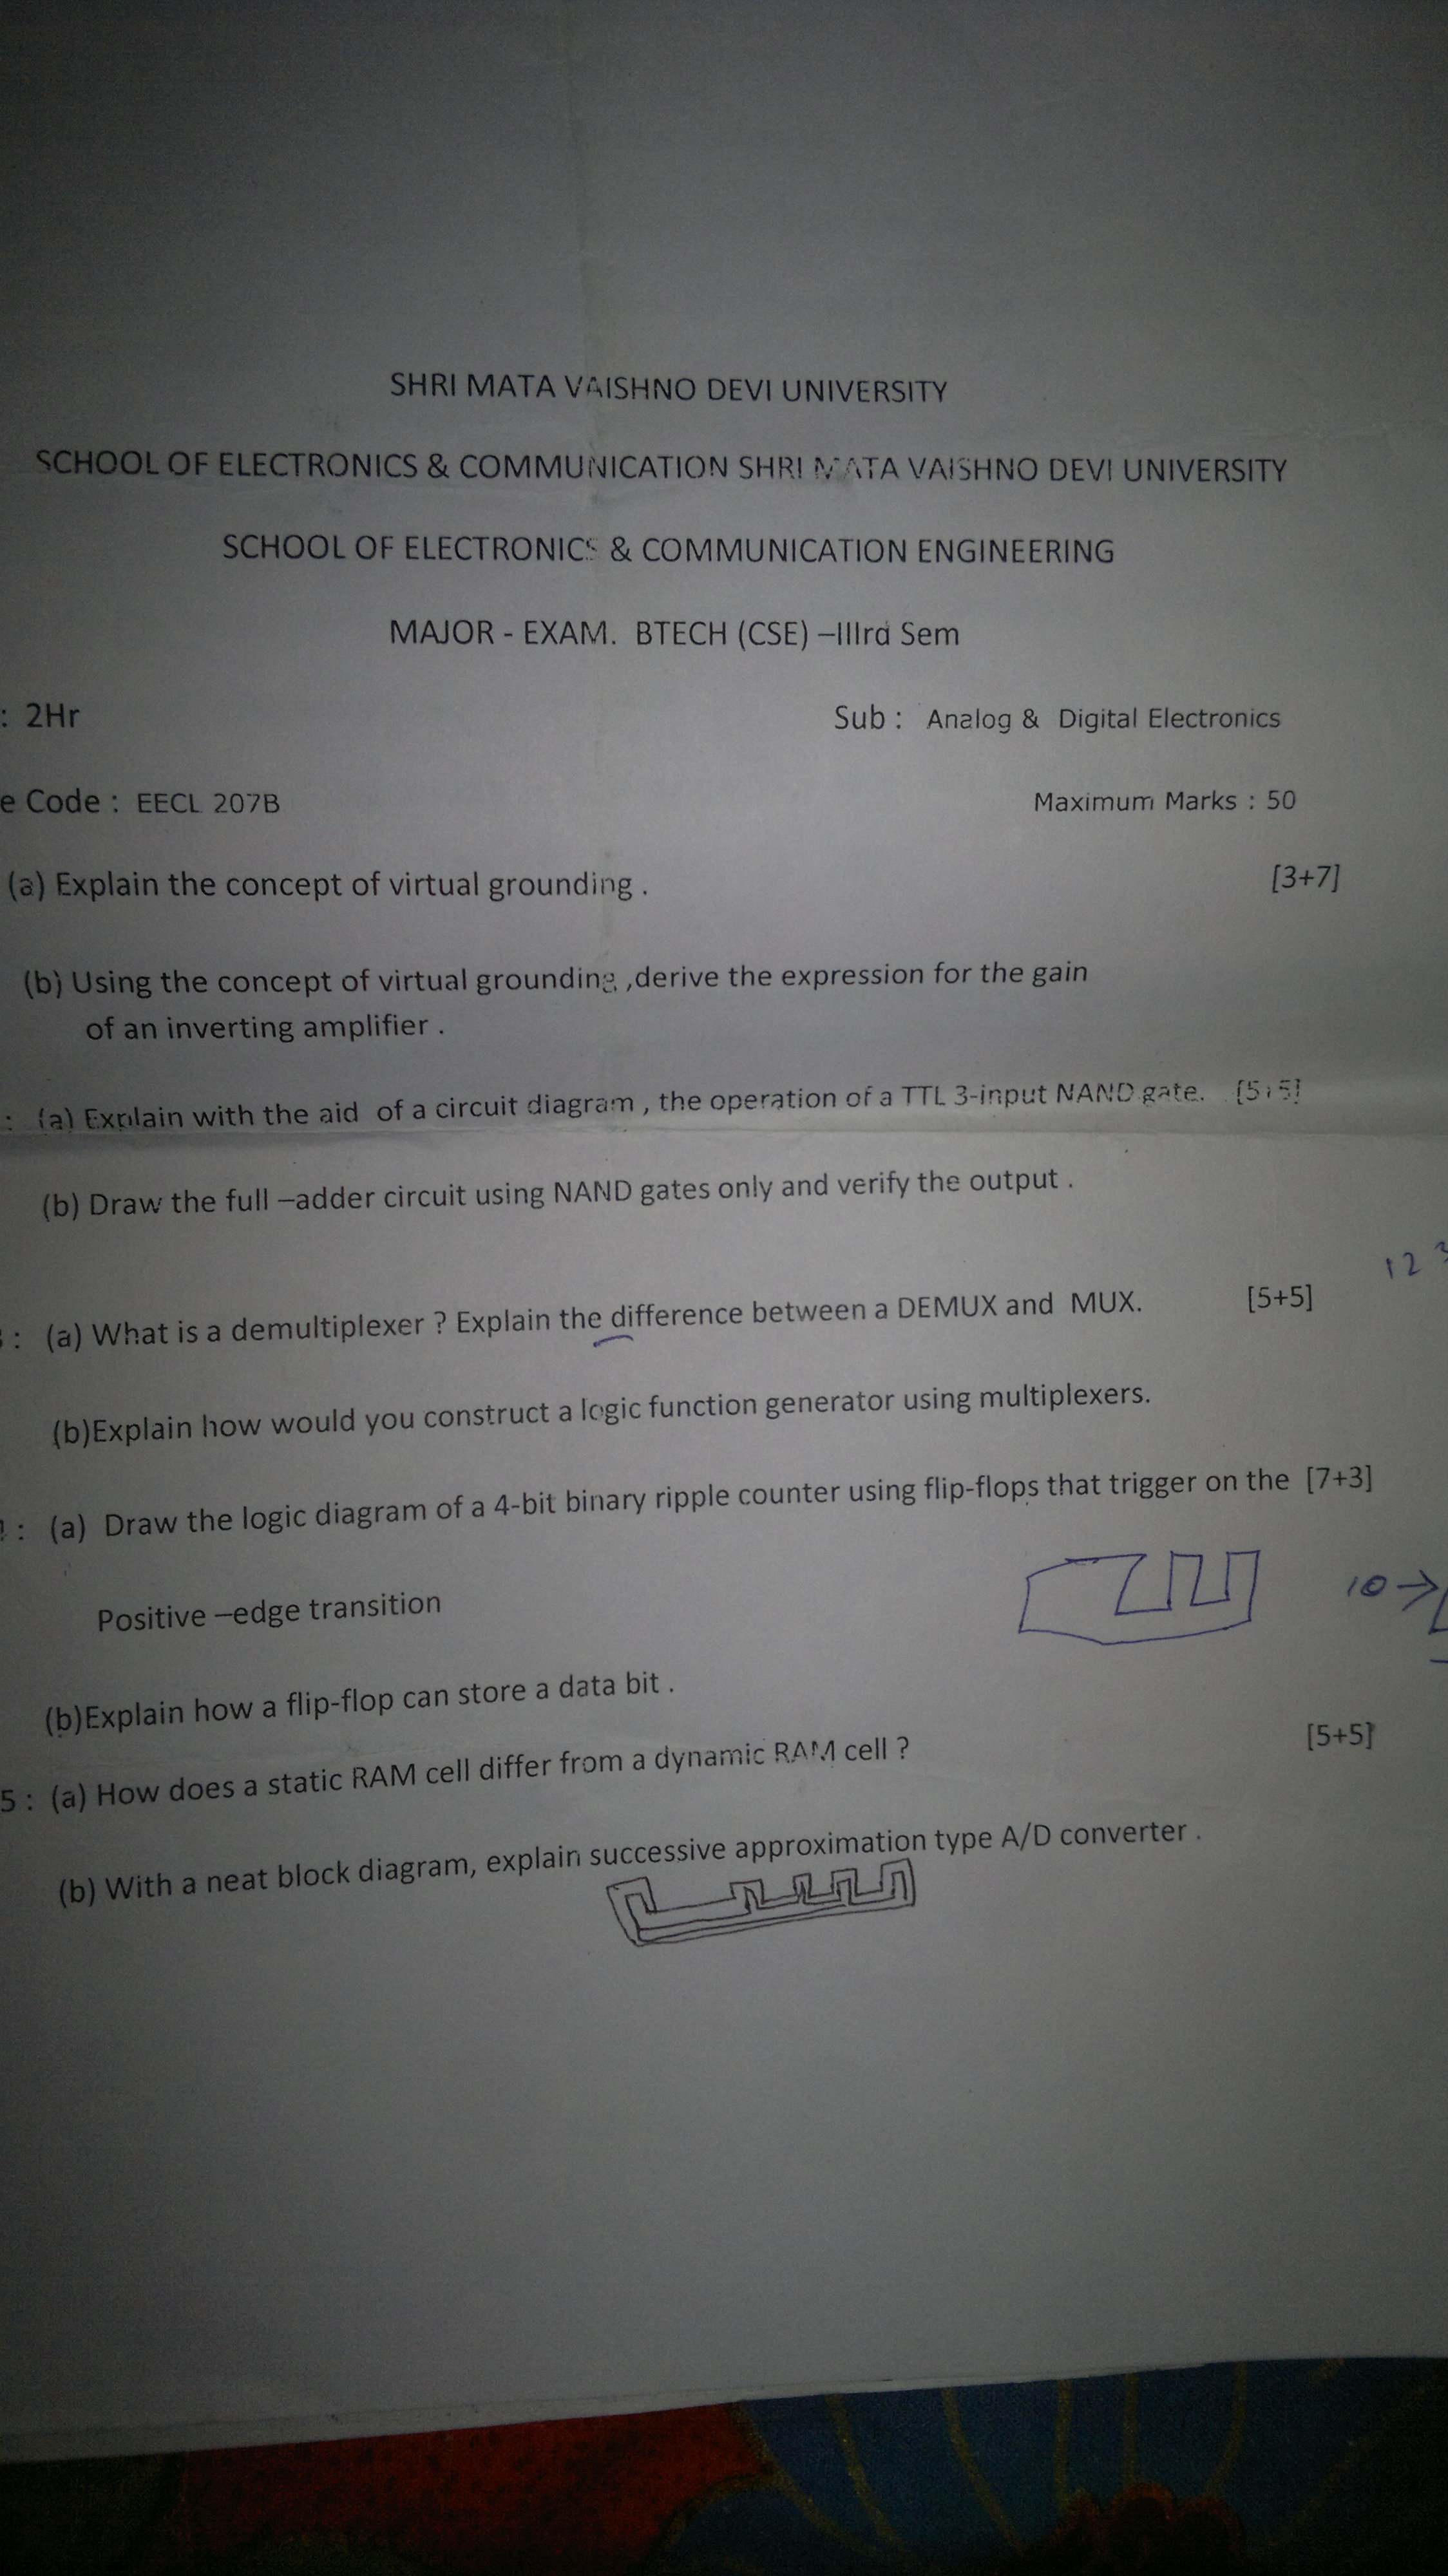 SHRI MATA VAISHNO DEVI UNIVERSITY
SCHOOL OF ELECTRONICS & COMMUNICATION SHRI MATA VAISHNO DEVI UNIVERSITY
SCHOOL OF ELECTRONICS & COMMUNICATION ENGINEERING
MAJOR - EXAM. BTECH (CSE) –IIIrd Sem
: 2Hr Sub : Analog & Digital Electronics
e Code : EECL 207B Maximum Marks : 50
(a) Explain the concept of virtual grounding . [3+7]
(b) Using the concept of virtual grounding ,derive the expression for the gain
of an inverting amplifier .
: (a) Explain with the aid of a circuit diagram , the operation of a TTL 3-input NAND gate. [5+5]
(b) Draw the full –adder circuit using NAND gates only and verify the output .
12
: (a) What is a demultiplexer ? Explain the difference between a DEMUX and MUX. [5+5]
(b)Explain how would you construct a logic function generator using multiplexers.
: (a) Draw the logic diagram of a 4-bit binary ripple counter using flip-flops that trigger on the [7+3]
Positive –edge transition
10 →
(b)Explain how a flip-flop can store a data bit .
5 : (a) How does a static RAM cell differ from a dynamic RAM cell ? [5+5]
(b) With a neat block diagram, explain successive approximation type A/D converter .